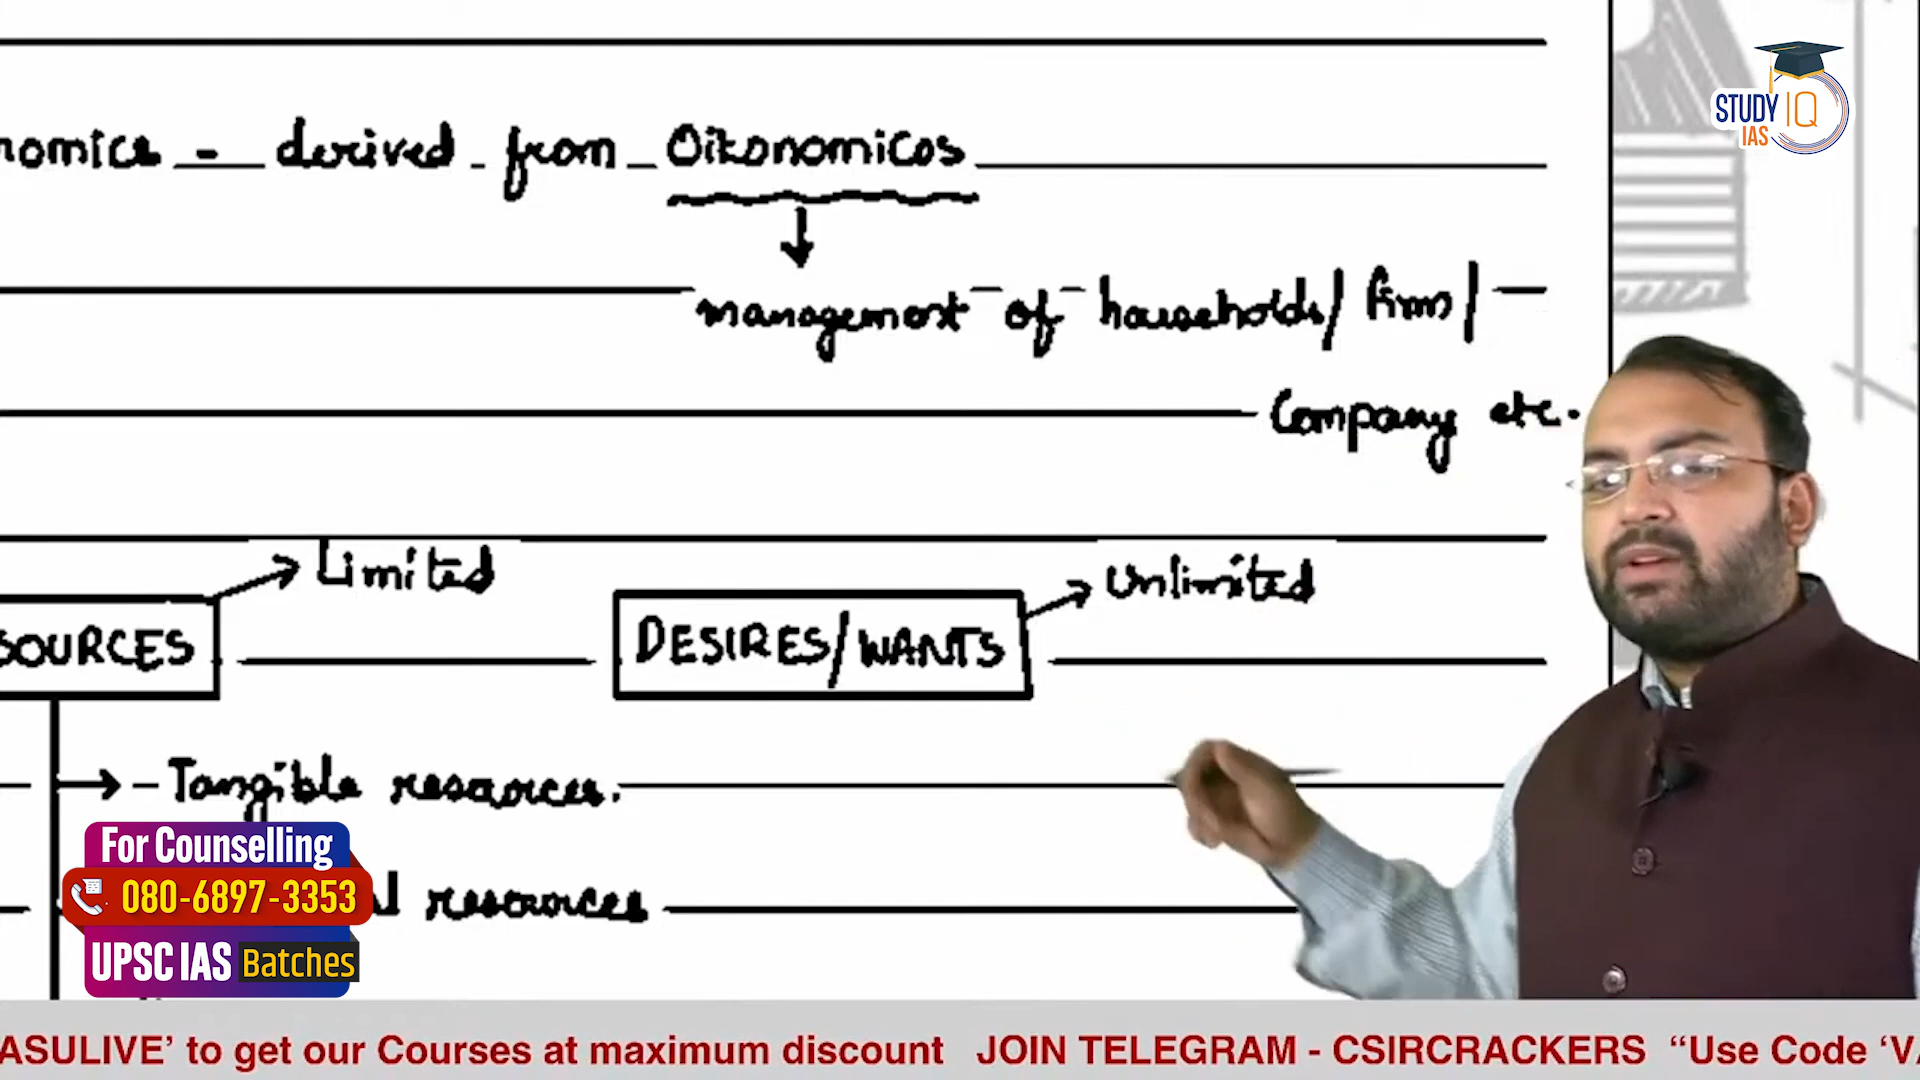 STUDY IQ
IAS
nomics - derived from Oikonomicos
management of households/ firm/
Company etc.
Limited
Unlimited
SOURCES
DESIRES/WANTS
- Tangible resources.
l resources
For Counselling
080-6897-3353
UPSC IAS Batches
ASULIVE’ to get our Courses at maximum discount JOIN TELEGRAM - CSIRCRACKERS “Use Code ‘VA